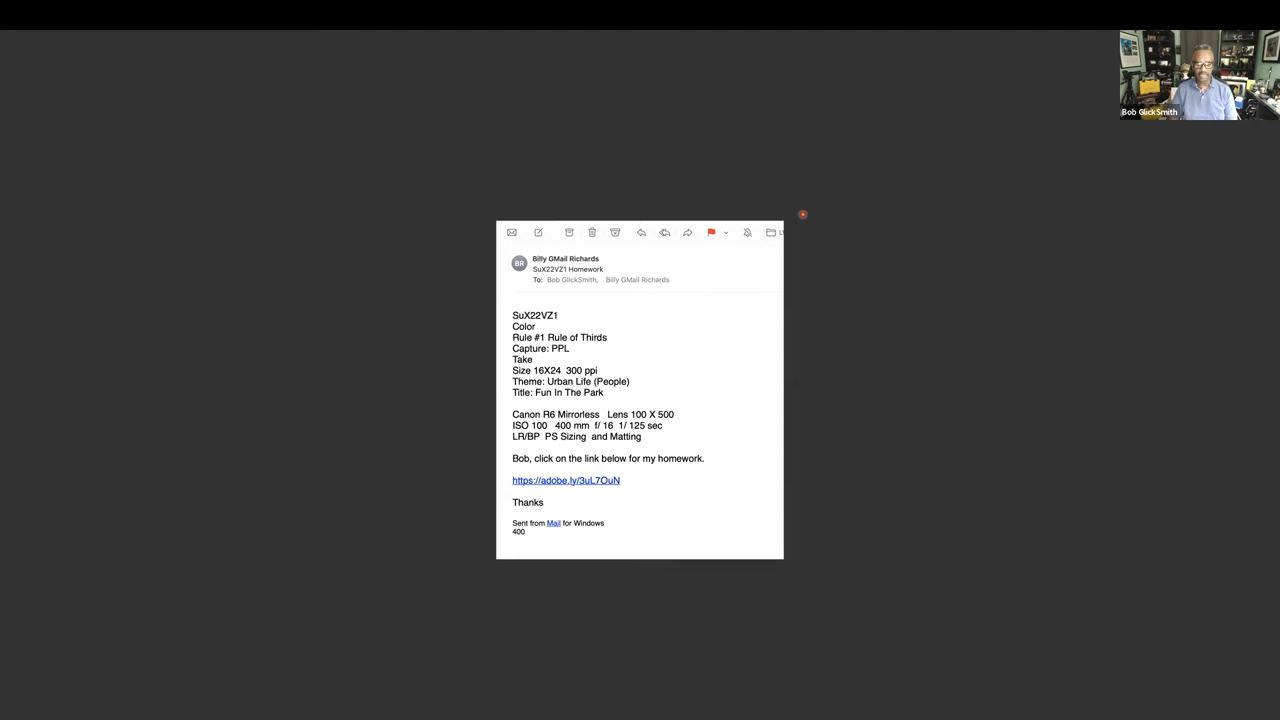 Bob GlickSmith
BR
Billy GMail Richards
SuX22VZ1 Homework
To: Bob GlickSmith, Billy GMail Richards
SuX22VZ1
Color
Rule #1 Rule of Thirds
Capture: PPL
Take
Size 16X24 300 ppi
Theme: Urban Life (People)
Title: Fun In The Park
Canon R6 Mirrorless Lens 100 X 500
ISO 100 400 mm f/ 16 1/ 125 sec
LR/BP PS Sizing and Matting
Bob, click on the link below for my homework.
https://adobe.ly/3uL7OuN
Thanks
Sent from Mail for Windows
400